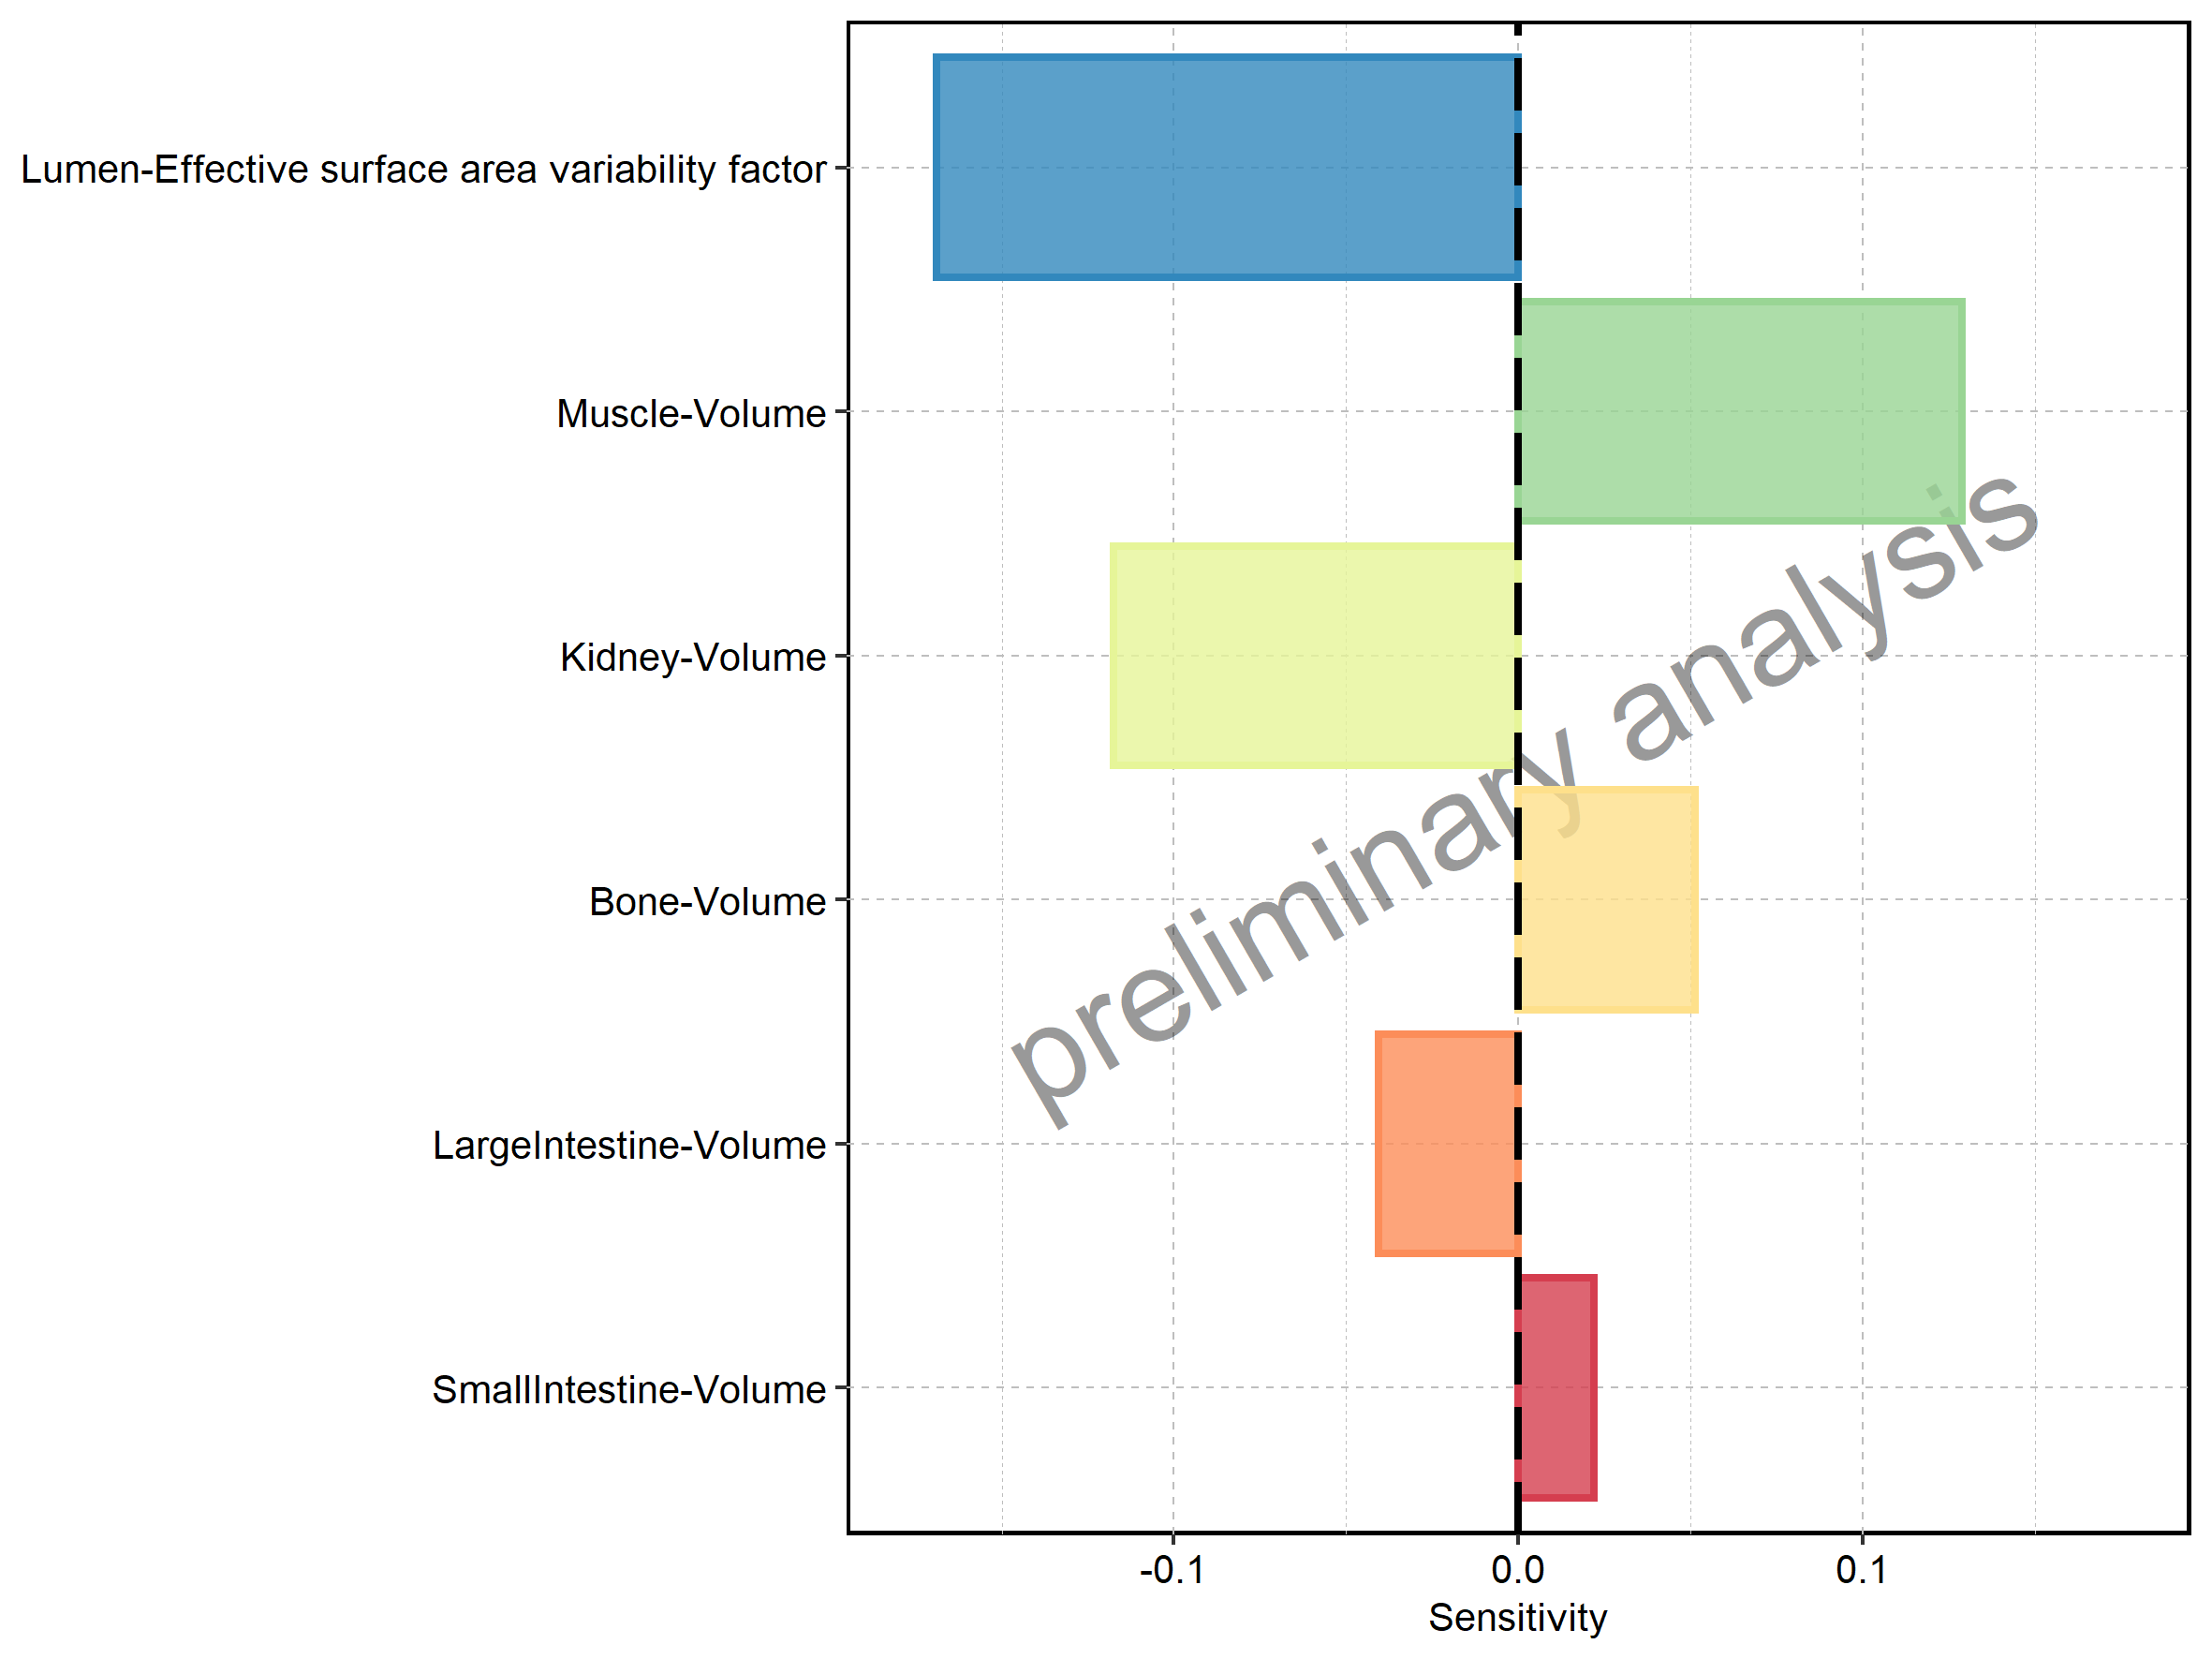 Lumen-Effective surface area variability factor
Muscle-Volume
Kidney-Volume
Bone-Volume
LargeIntestine-Volume
SmallIntestine-Volume
preliminary analysis
-0.1 0.0 0.1
Sensitivity